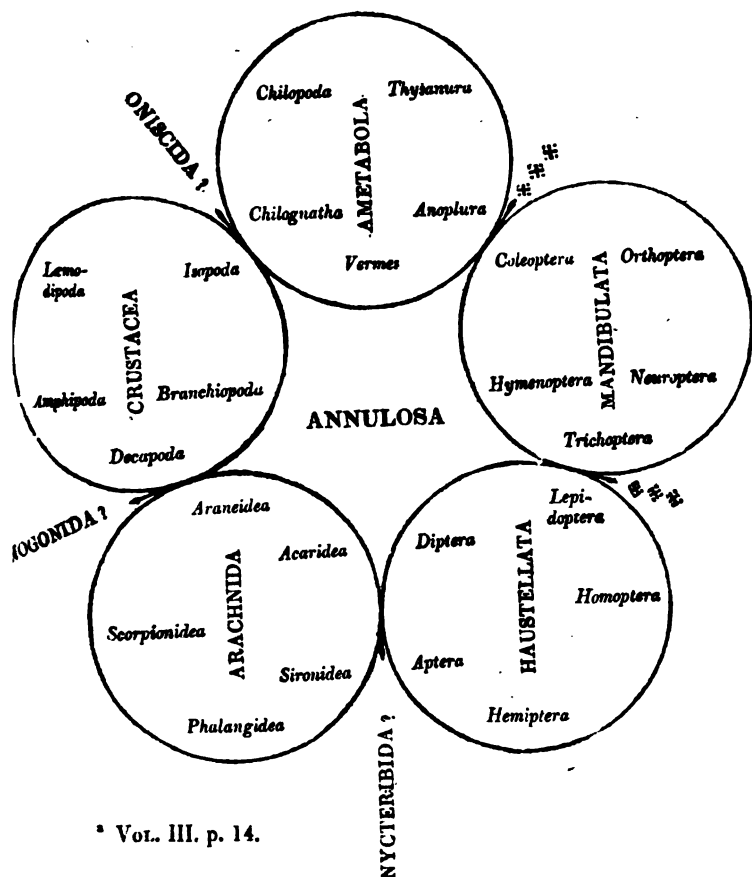 ONISCIDA?
Chilopoda
Thysanura
AMETABOLA
Chilognatha
Anoplura
Vermes
Læmo-
dipoda
Isopoda
CRUSTACEA
Amphipoda
Branchiopoda
Decapoda
Coleoptera
Orthoptera
MANDIBULATA
Hymenoptera
Neuroptera
Trichoptera
ANNULOSA
NOGONIDA?
Araneidea
Acaridea
ARACHNIDA
Scorpionidea
Sironidea
Phalangidea
Lepi-
doptera
Diptera
HAUSTELLATA
Homoptera
Aptera
Hemiptera
NYCTERIBIDA?
ª VOL. III. p. 14.